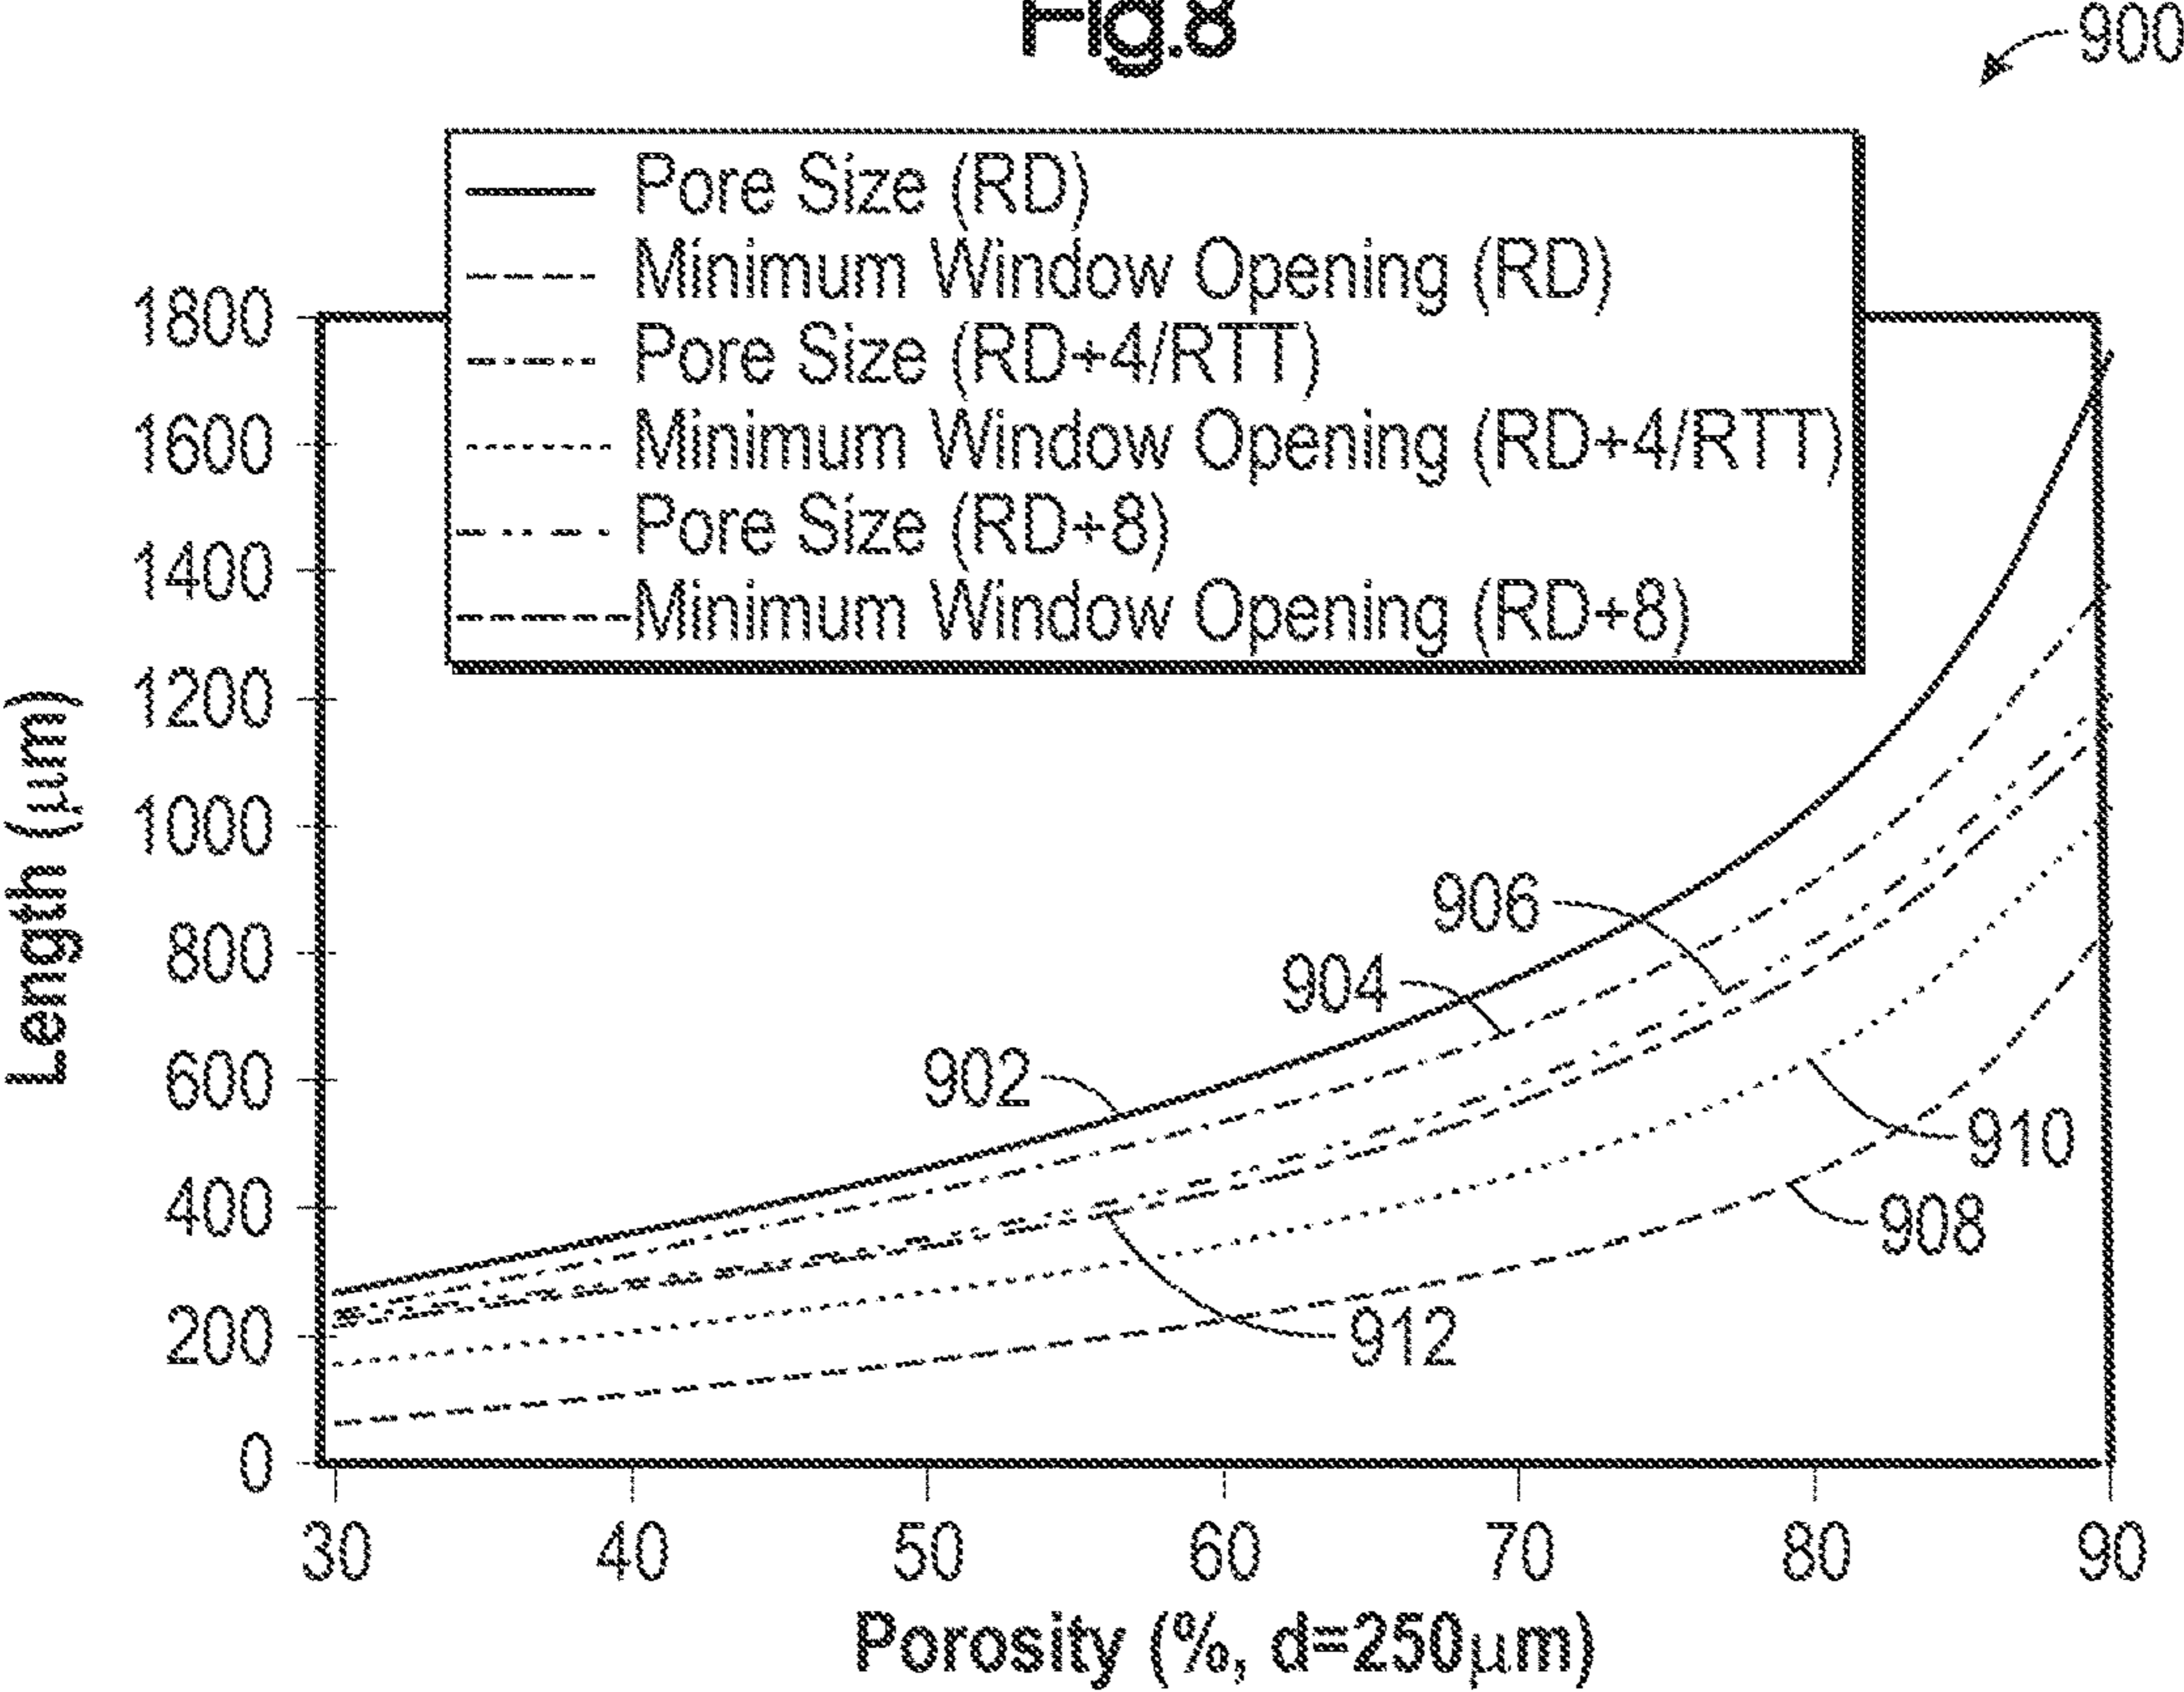 Fig.8
900
Pore Size (RD)
Minimum Window Opening (RD)
Pore Size (RD+4/RTT)
Minimum Window Opening (RD+4/RTT)
Pore Size (RD+8)
Minimum Window Opening (RD+8)
1800
1600
1400
1200
1000
800
600
400
200
0
Length (μm)
906
904
902
910
908
912
30 40 50 60 70 80 90
Porosity (%, d=250μm)